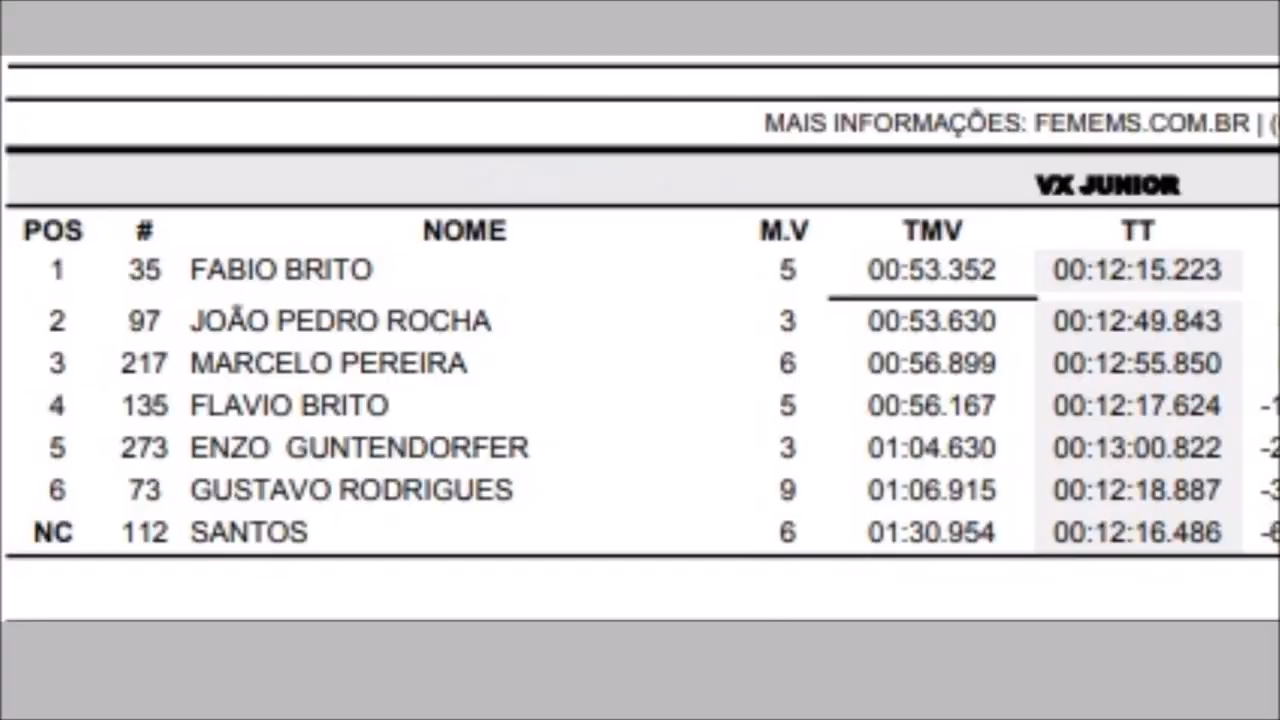 MAIS INFORMAÇÕES: FEMEMS.COM.BR | (
VX JUNIOR
POS # NOME M.V TMV TT
1 35 FABIO BRITO 5 00:53.352 00:12:15.223
2 97 JOÃO PEDRO ROCHA 3 00:53.630 00:12:49.843
3 217 MARCELO PEREIRA 6 00:56.899 00:12:55.850
4 135 FLAVIO BRITO 5 00:56.167 00:12:17.624
5 273 ENZO GUNTENDORFER 3 01:04.630 00:13:00.822
6 73 GUSTAVO RODRIGUES 9 01:06.915 00:12:18.887
NC 112 SANTOS 6 01:30.954 00:12:16.486